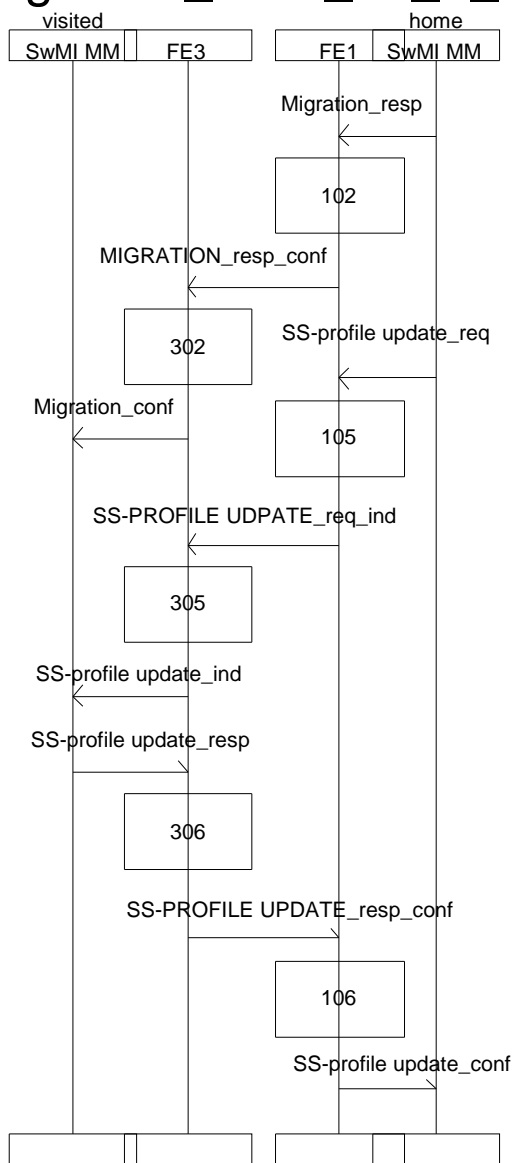 visited
home
SwMI MM
FE3
FE1
SwMI MM
Migration_resp
102
MIGRATION_resp_conf
302
SS-profile update_req
Migration_conf
105
SS-PROFILE UDPATE_req_ind
305
SS-profile update_ind
SS-profile update_resp
306
SS-PROFILE UPDATE_resp_conf
106
SS-profile update_conf